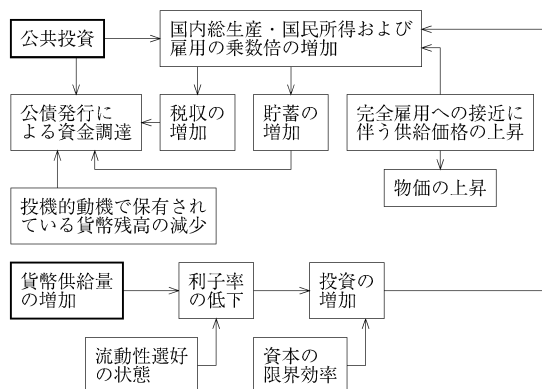 公共投資
国内総生産・国民所得および
雇用の乗数倍の増加
公債発行に
よる資金調達
税収の
増加
貯蓄の
増加
完全雇用への接近に
伴う供給価格の上昇
物価の上昇
投機的動機で保有され
ている貨幣残高の減少
貨幣供給量
の増加
利子率
の低下
投資の
増加
流動性選好
の状態
資本の
限界効率